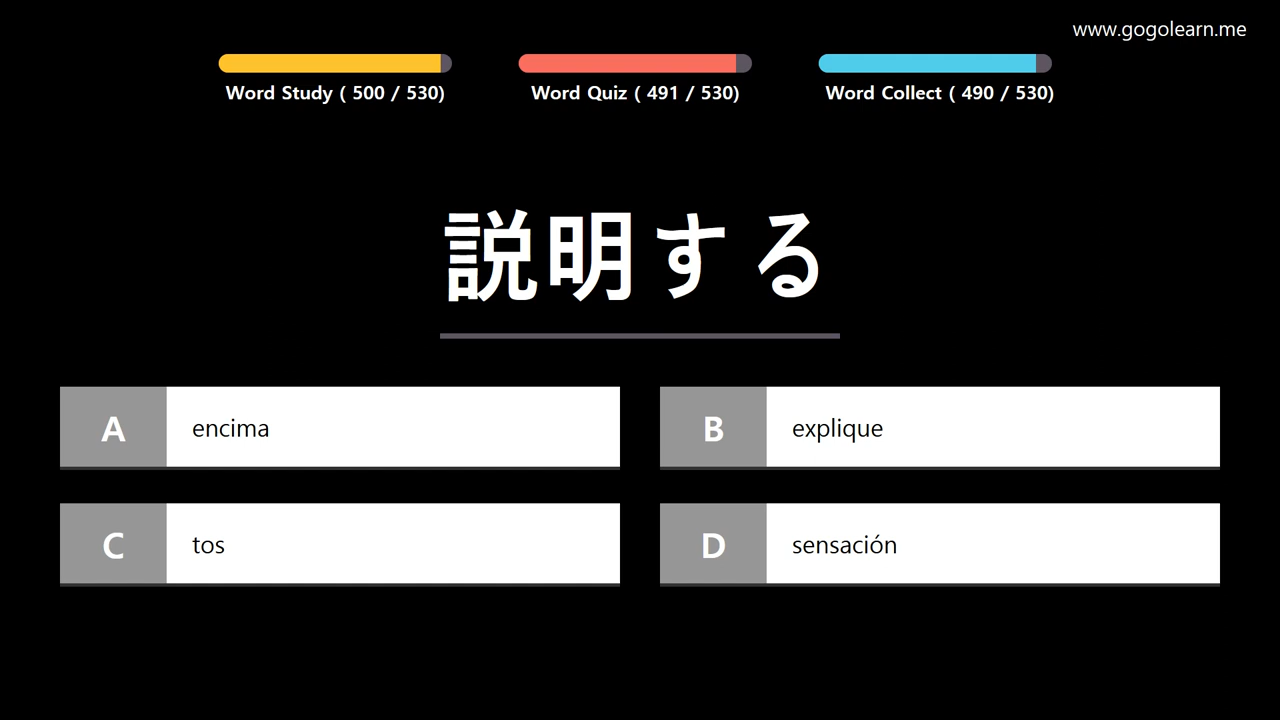 www.gogolearn.me
Word Study ( 500 / 530)
Word Quiz ( 491 / 530)
Word Collect ( 490 / 530)
説明する
A encima
B explique
C tos
D sensación